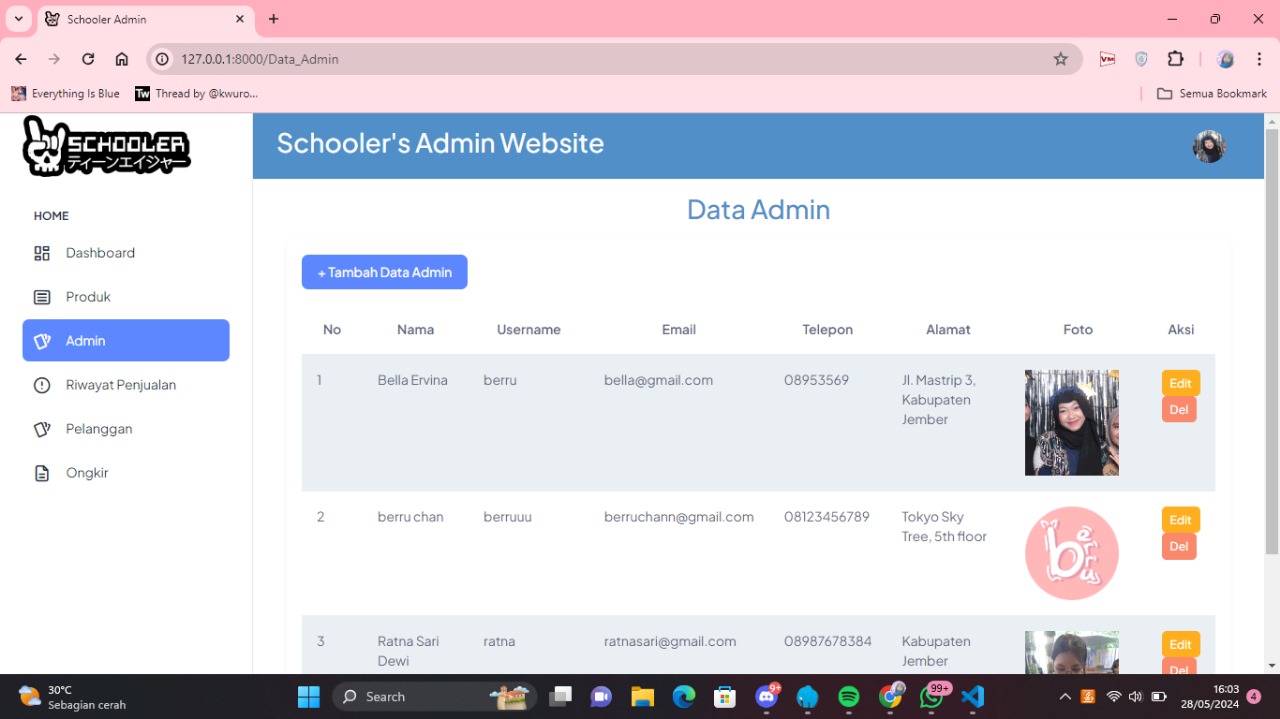 Schooler Admin
127.0.0.1:8000/Data_Admin
VM
Everything Is Blue
Tw
Thread by @kwuro...
Semua Bookmark
SCHOOLER
ティーンエイジャー
Schooler's Admin Website
HOME
Dashboard
Produk
Admin
Riwayat Penjualan
Pelanggan
Ongkir
Data Admin
+ Tambah Data Admin
No Nama Username Email Telepon Alamat Foto Aksi
1 Bella Ervina berru bella@gmail.com 08953569 Jl. Mastrip 3, Edit
Kabupaten Del
Jember
2 berru chan berruuu berruchann@gmail.com 08123456789 Tokyo Sky Edit
Tree, 5th floor Del
berru
3 Ratna Sari ratna ratnasari@gmail.com 08987678384 Kabupaten Edit
Dewi Jember Del
30°C
Sebagian cerah
Search
9+
99+
16:03
28/05/2024
4